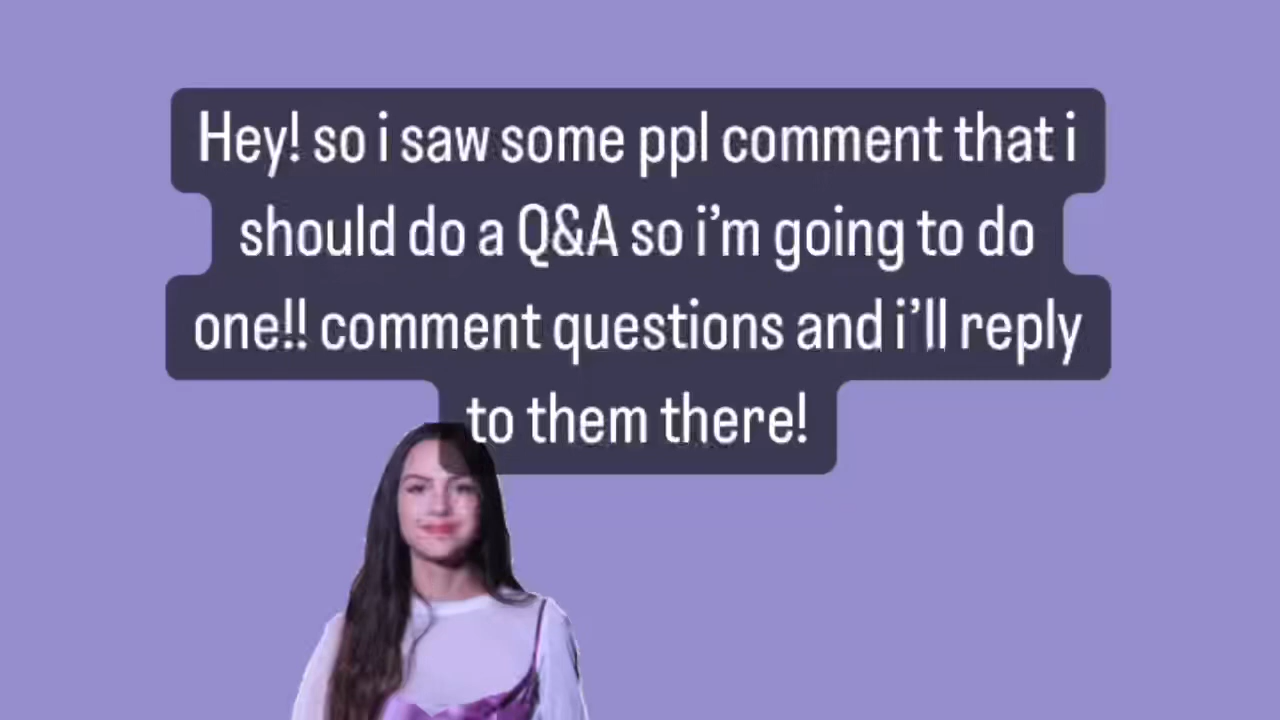 Hey! so i saw some ppl comment that i
should do a Q&A so i’m going to do
one!! comment questions and i’ll reply
to them there!